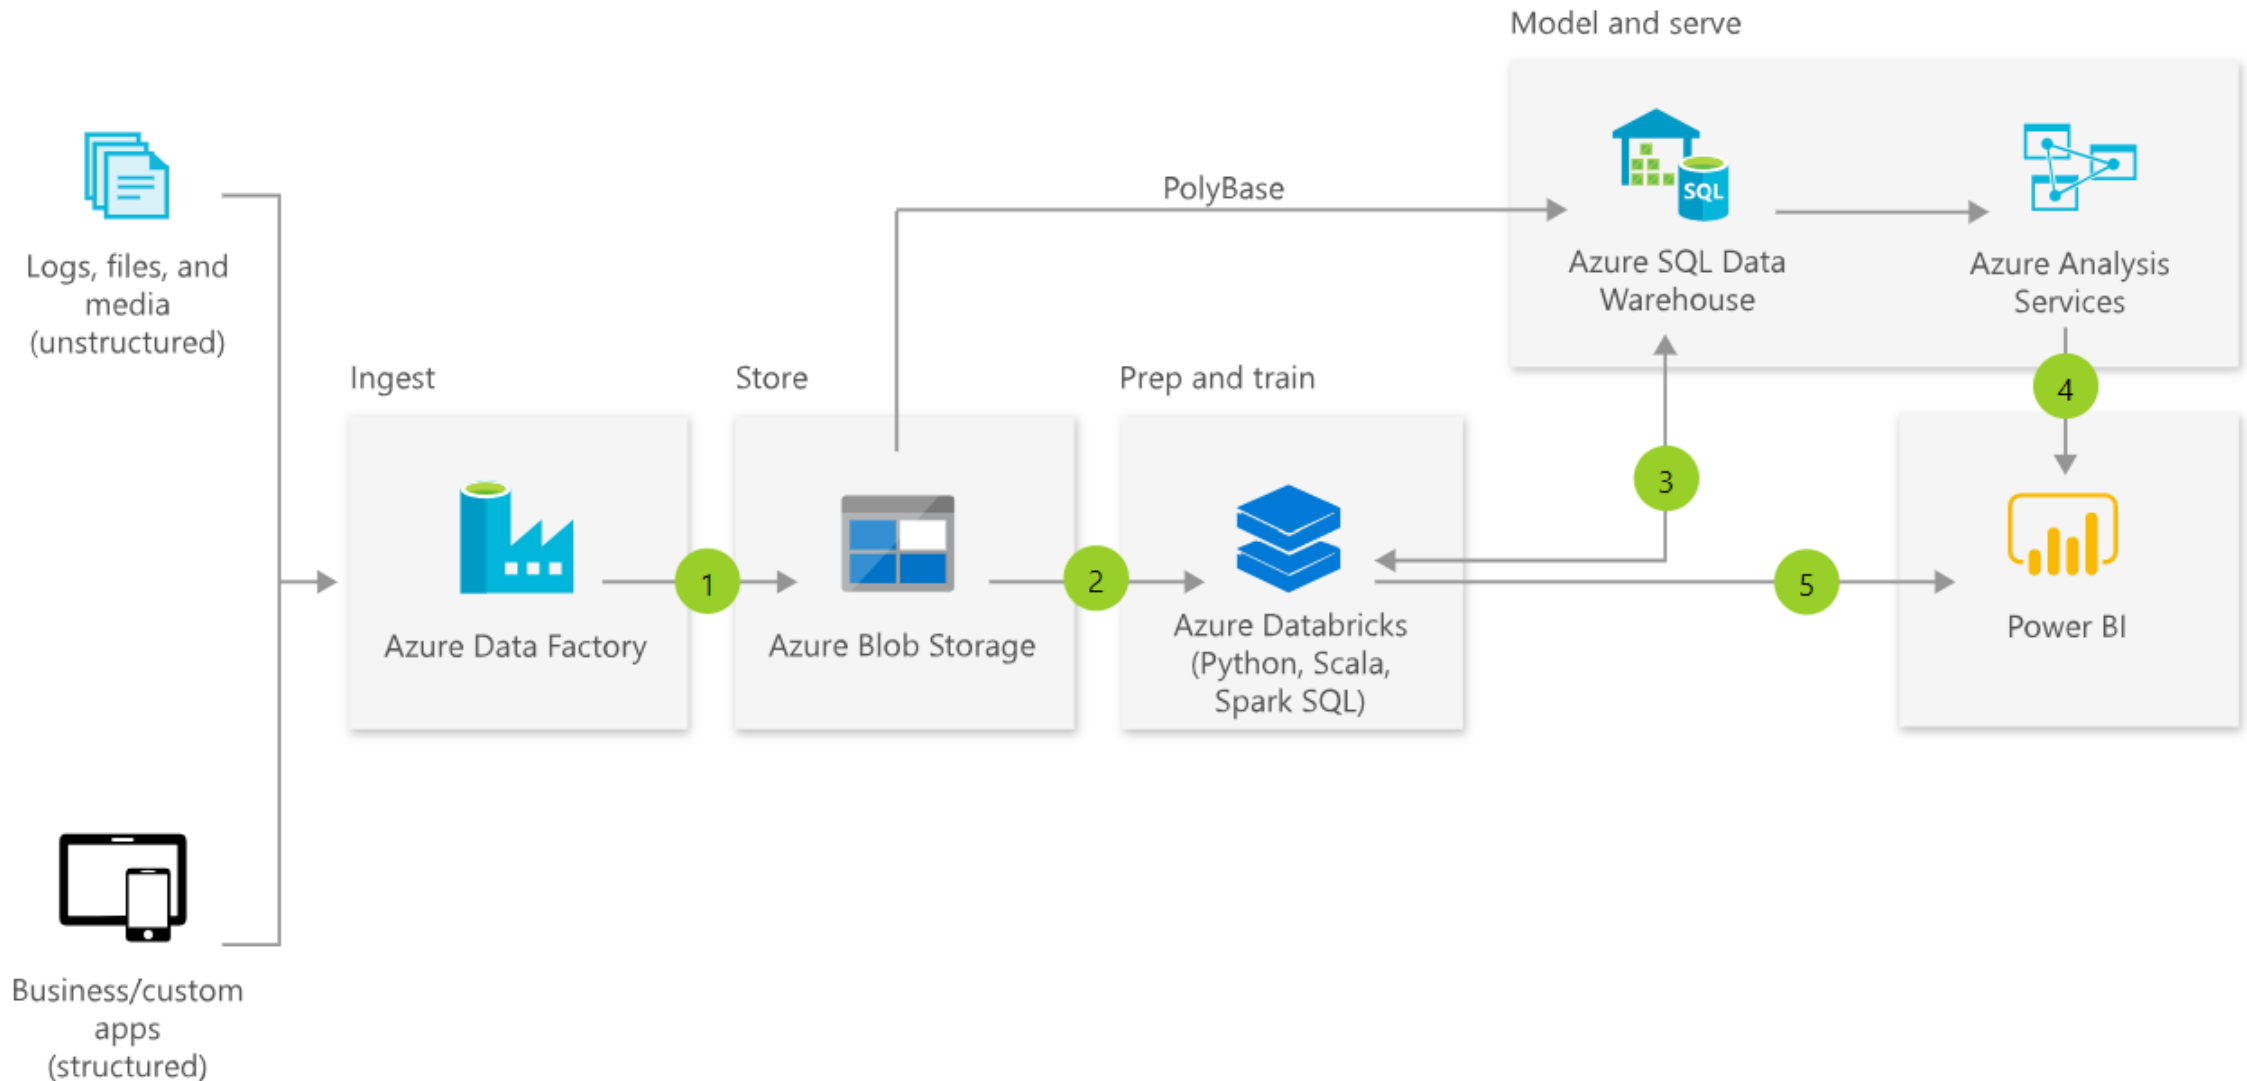 Model and serve
Logs, files, and
media
(unstructured)
PolyBase
SQL
Azure SQL Data
Warehouse
Azure Analysis
Services
Ingest
Store
Prep and train
4
3
1
2
5
Azure Data Factory
Azure Blob Storage
Azure Databricks
(Python, Scala,
Spark SQL)
Power BI
Business/custom
apps
(structured)